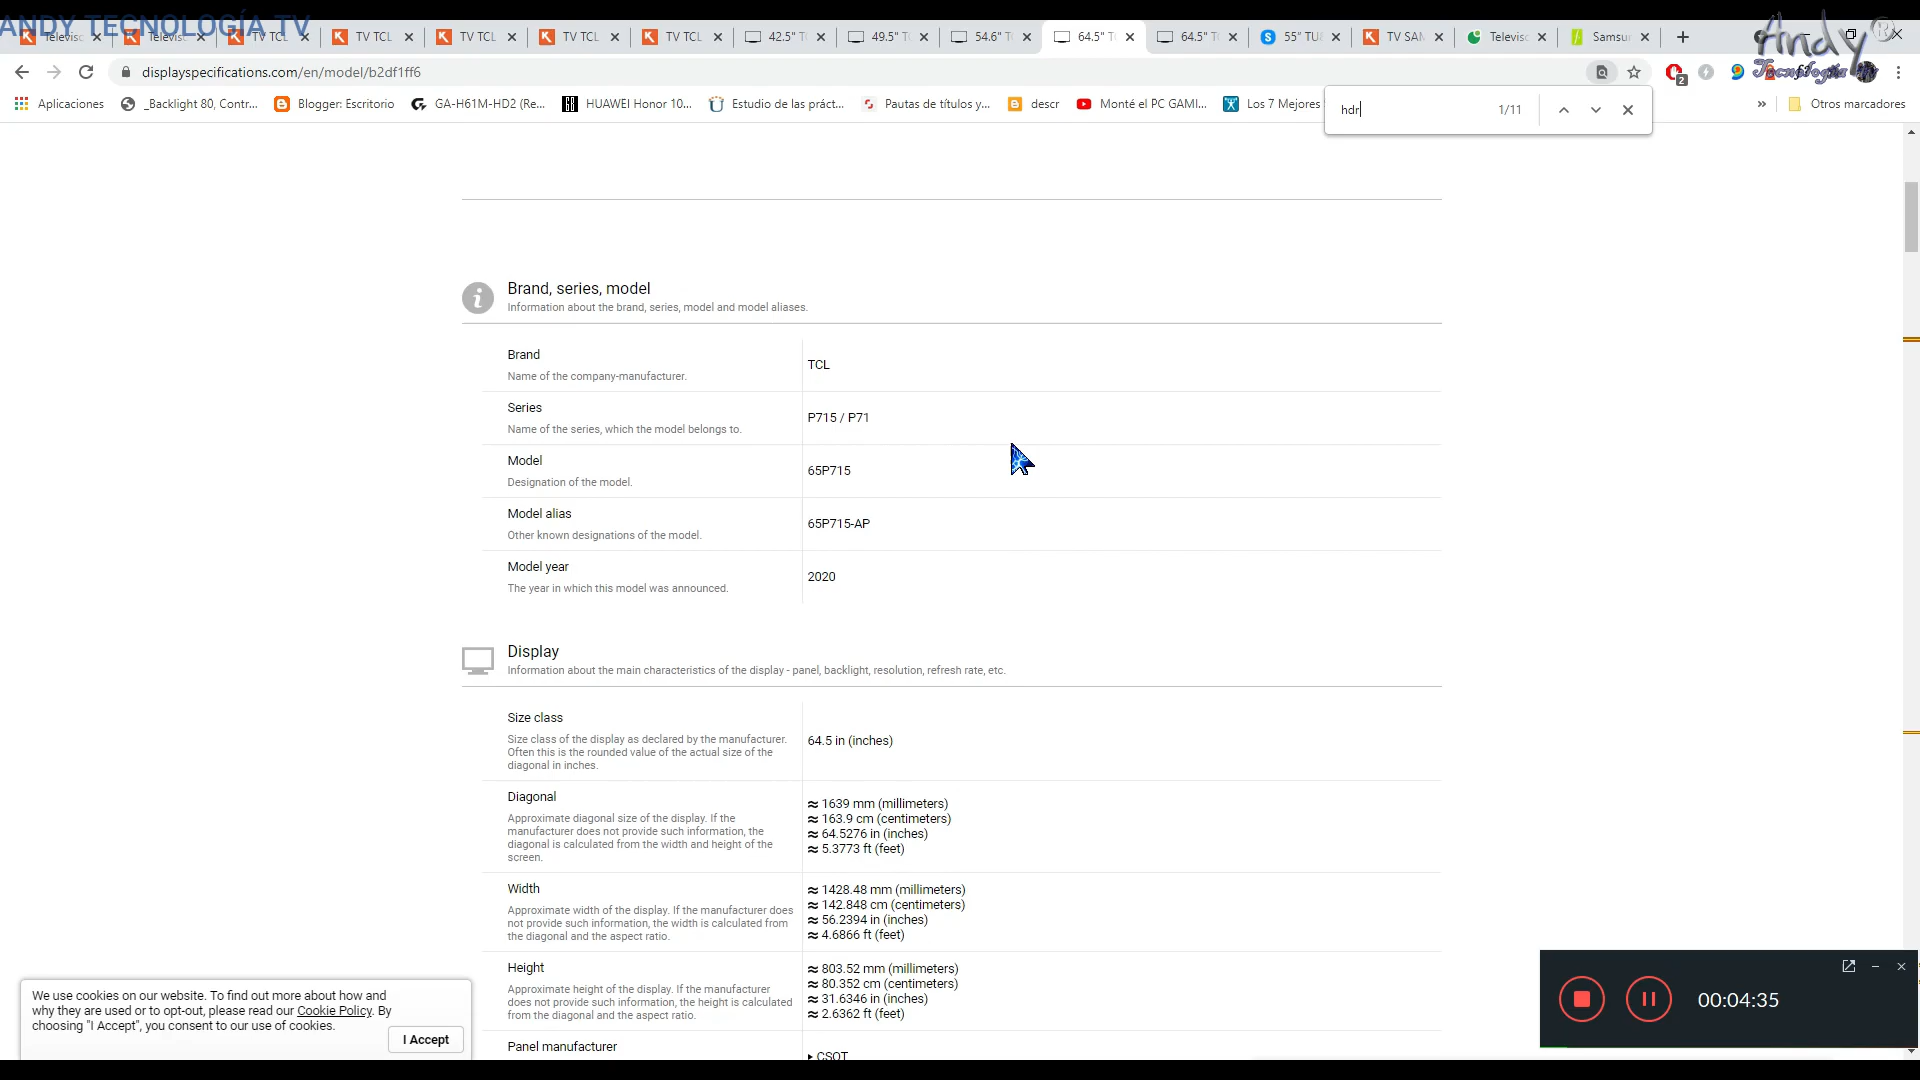 ANDY TECNOLOGÍA TV
Televisc
Televisc
TV TCL
TV TCL
TV TCL
TV TCL
TV TCL
42.5" T
49.5" T
54.6" T
64.5" T
64.5" T
55" TU
TV SAM
Televisc
Samsu
Andy
Tecnología tv
displayspecifications.com/en/model/b2df1ff6
2
Aplicaciones
_Backlight 80, Contr...
Blogger: Escritorio
GA-H61M-HD2 (Re...
HUAWEI Honor 10...
Estudio de las práct...
Pautas de títulos y...
descr
Monté el PC GAMI...
Los 7 Mejores
Otros marcadores
hdr
1/11
Brand, series, model
Information about the brand, series, model and model aliases.
Brand
Name of the company-manufacturer.
TCL
Series
Name of the series, which the model belongs to.
P715 / P71
Model
Designation of the model.
65P715
Model alias
Other known designations of the model.
65P715-AP
Model year
The year in which this model was announced.
2020
Display
Information about the main characteristics of the display - panel, backlight, resolution, refresh rate, etc.
Size class
Size class of the display as declared by the manufacturer.
Often this is the rounded value of the actual size of the
diagonal in inches.
64.5 in (inches)
Diagonal
Approximate diagonal size of the display. If the
manufacturer does not provide such information, the
diagonal is calculated from the width and height of the
screen.
≈ 1639 mm (millimeters)
≈ 163.9 cm (centimeters)
≈ 64.5276 in (inches)
≈ 5.3773 ft (feet)
Width
Approximate width of the display. If the manufacturer does
not provide such information, the width is calculated from
the diagonal and the aspect ratio.
≈ 1428.48 mm (millimeters)
≈ 142.848 cm (centimeters)
≈ 56.2394 in (inches)
≈ 4.6866 ft (feet)
Height
Approximate height of the display. If the manufacturer
does not provide such information, the height is calculated
from the diagonal and the aspect ratio.
≈ 803.52 mm (millimeters)
≈ 80.352 cm (centimeters)
≈ 31.6346 in (inches)
≈ 2.6362 ft (feet)
Panel manufacturer
CSOT
We use cookies on our website. To find out more about how and
why they are used or to opt-out, please read our Cookie Policy. By
choosing "I Accept", you consent to our use of cookies.
I Accept
00:04:35